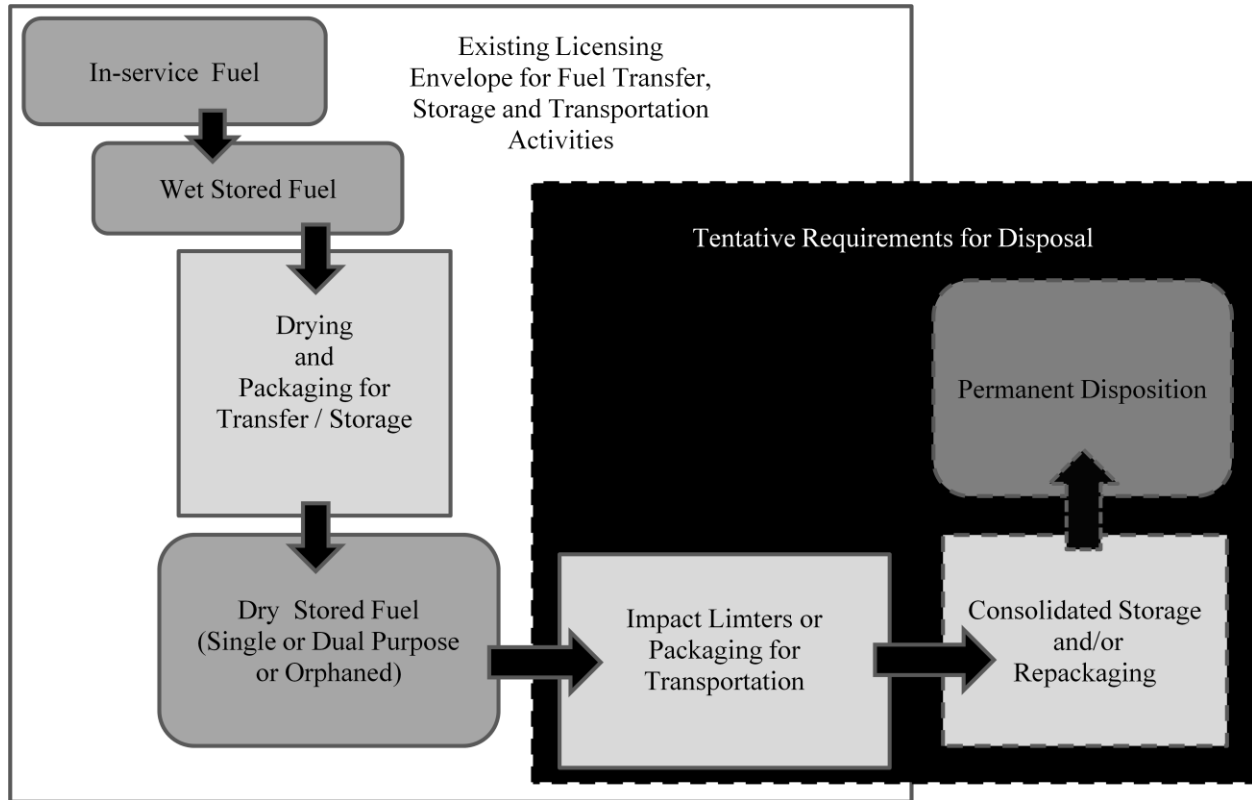 In-service Fuel
Existing Licensing
Envelope for Fuel Transfer,
Storage and Transportation
Activities
Wet Stored Fuel
Tentative Requirements for Disposal
Drying
and
Packaging for
Transfer / Storage
Permanent Disposition
Dry Stored Fuel
(Single or Dual Purpose
or Orphaned)
Impact Limters or
Packaging for
Transportation
Consolidated Storage
and/or
Repackaging